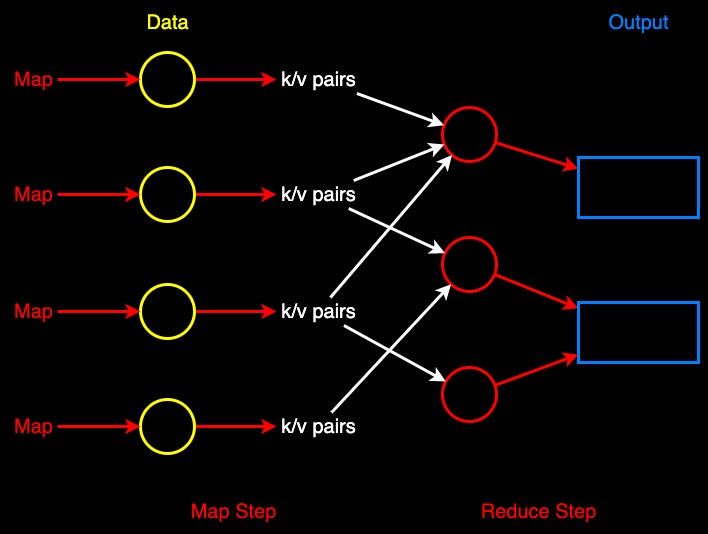 Data
Output
Map
k/v pairs
Map
k/v pairs
Map
k/v pairs
Map
k/v pairs
Map Step
Reduce Step